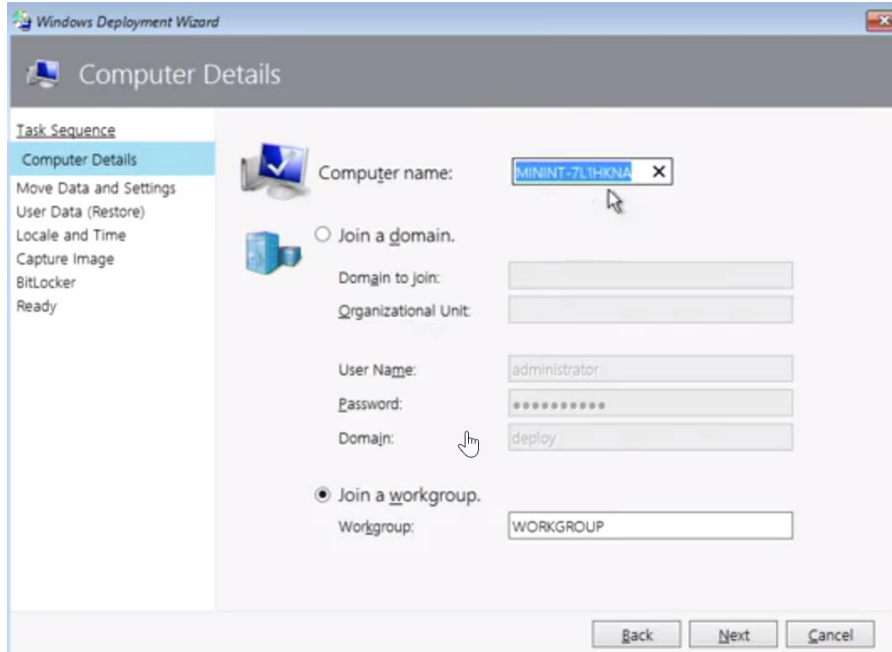 Windows Deployment Wizard
Computer Details
Task Sequence
Computer Details
Move Data and Settings
User Data (Restore)
Locale and Time
Capture Image
BitLocker
Ready
Computer name: MININT-7L1HKNA
Join a domain.
Domain to join:
Organizational Unit:
User Name: administrator
Password: ●●●●●●●●●●
Domain: deploy
Join a workgroup.
Workgroup: WORKGROUP
Back Next Cancel